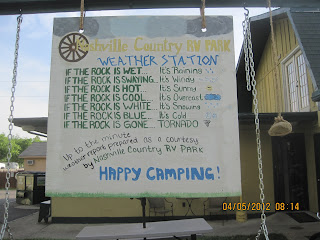 Nashville Country RV PARK
WEATHER STATION
IF THE ROCK IS WET... It's Raining
IF THE ROCK IS SWAYING... It's Windy
IF THE ROCK IS HOT... It's Sunny
IF THE ROCK IS COOL... It's Overcast
IF THE ROCK IS WHITE... It's Snowing
IF THE ROCK IS BLUE... It's Cold
IF THE ROCK IS GONE... TORNADO
Up to the minute
weather report prepared as a courtesy
by Nashville Country RV PARK
HAPPY CAMPING!
04/05/2012 08:14